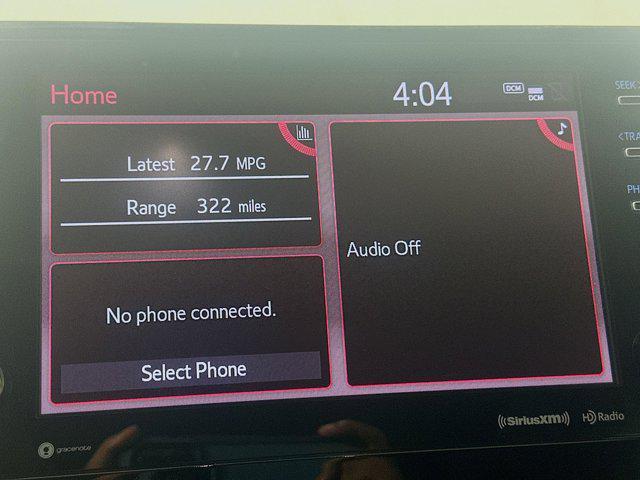 Home
4:04
DCM
DCM
Latest 27.7 MPG
Range 322 miles
Audio Off
No phone connected.
Select Phone
SEEK >
<TRA
PH
((SiriusXM))
HD Radio
gracenote